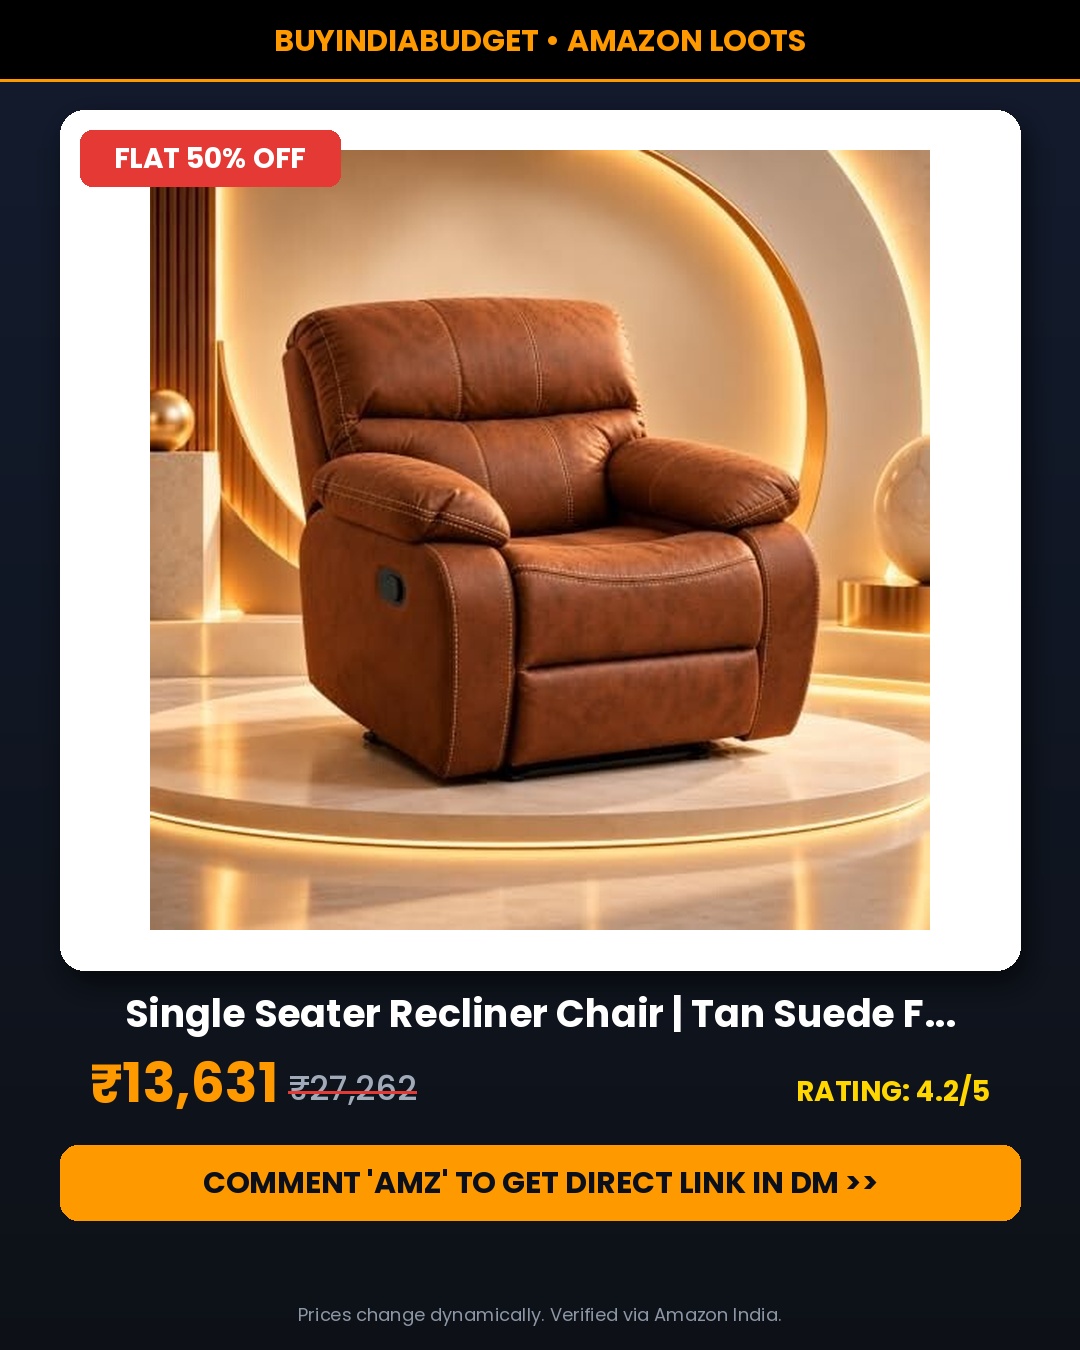 BUYINDIABUDGET • AMAZON LOOTS
FLAT 50% OFF
Single Seater Recliner Chair | Tan Suede F...
₹13,631 ₹27,262
RATING: 4.2/5
COMMENT 'AMZ' TO GET DIRECT LINK IN DM >>
Prices change dynamically. Verified via Amazon India.